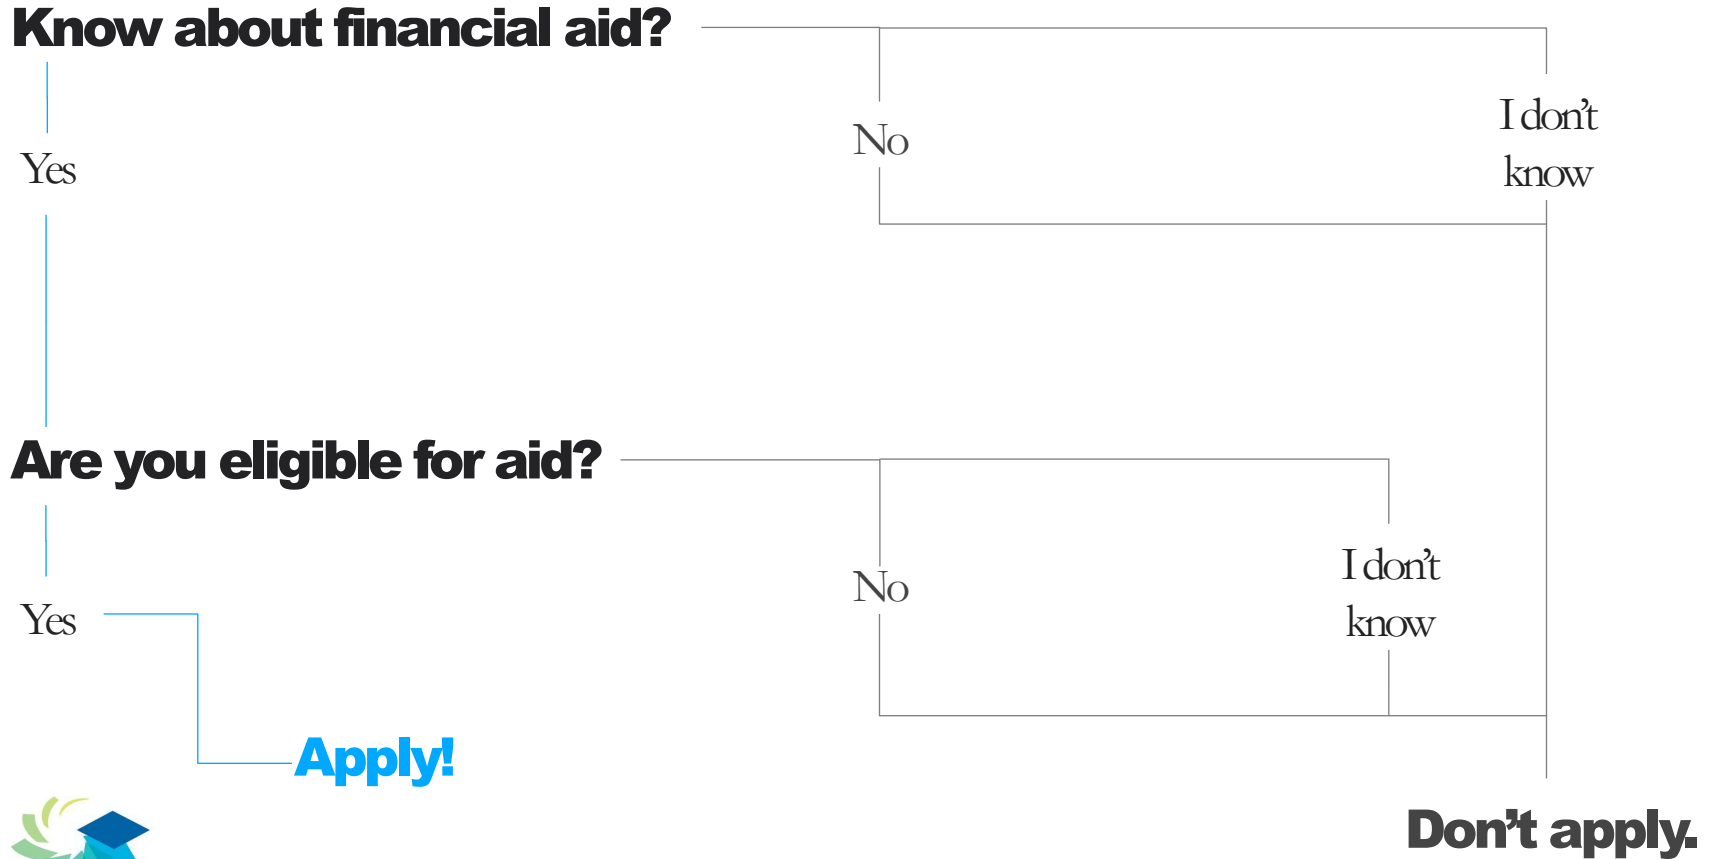 Know about financial aid?
No
I don't
know
Yes
Are you eligible for aid?
No
I don't
know
Yes
Apply!
Don't apply.